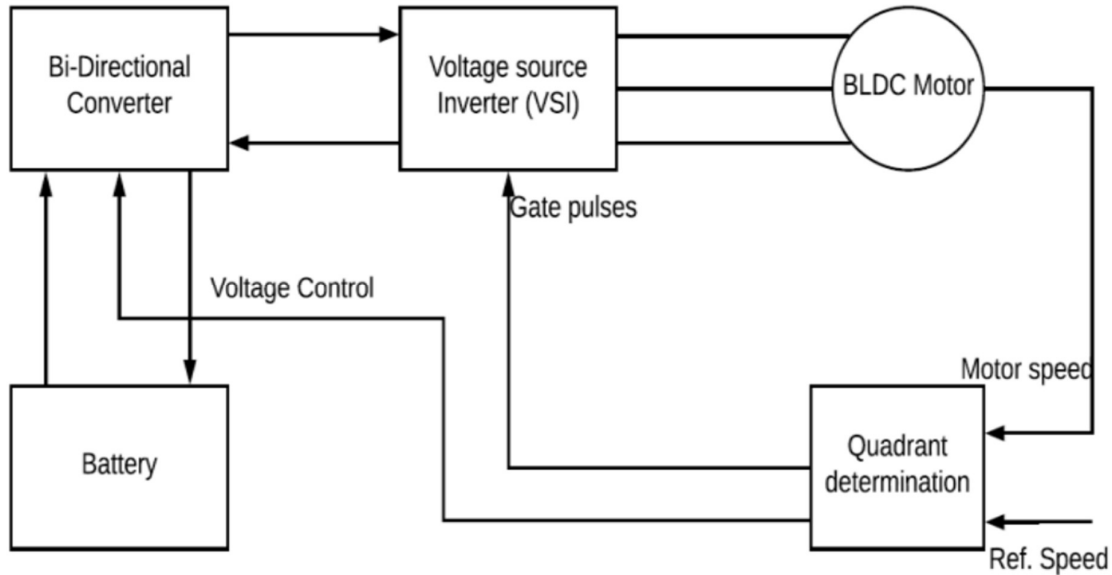 Bi-Directional
Converter
Voltage source
Inverter (VSI)
BLDC Motor
Gate pulses
Voltage Control
Motor speed
Battery
Quadrant
determination
Ref. Speed